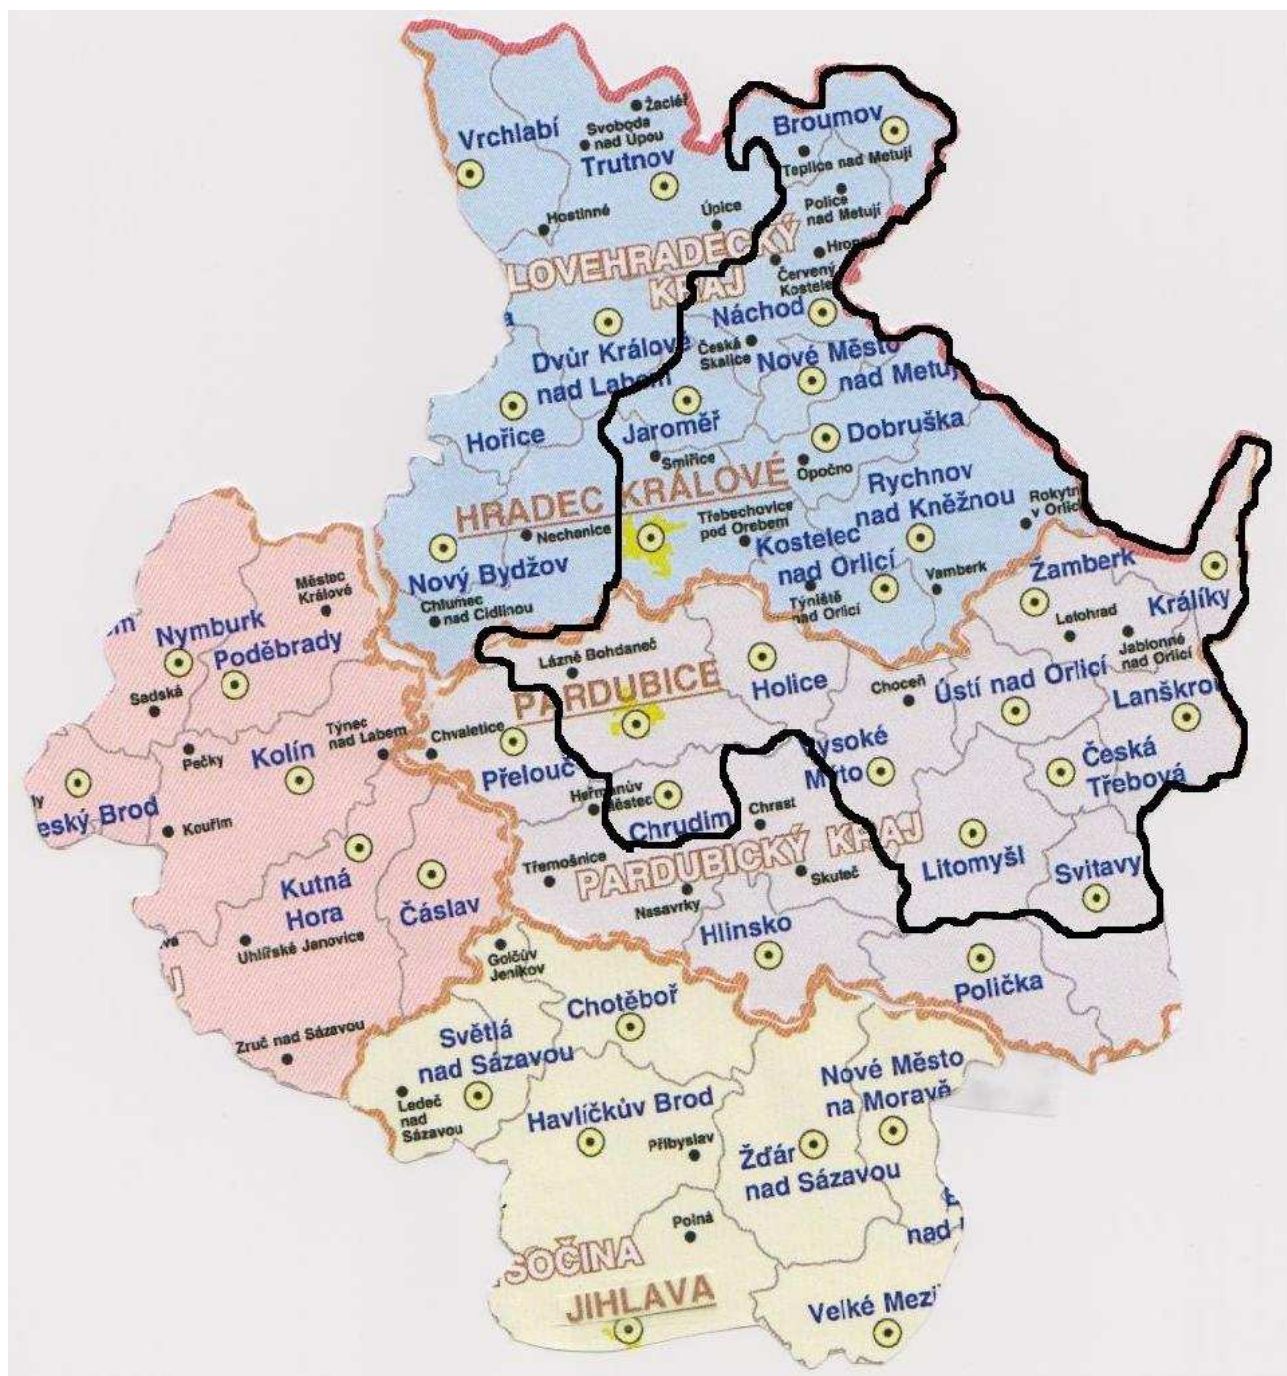 Žacléř
Vrchlabí
Svoboda
nad Úpou
Trutnov
Broumov
Teplice nad Metují
Police
nad Metují
Hostinné
Úpice
LOVEHRADECKÝ
KRAJ
Červený
Kostelec
Náchod
Dvůr Králové
nad Labem
Česká
Skalice
Nové Město
nad Metují
Hořice
Jaroměř
Dobruška
Smiřice
Opočno
HRADEC KRÁLOVÉ
Rychnov
nad Kněžnou
Nechanice
Třebechovice
pod Orebem
Kostelec
nad Orlicí
Nový Bydžov
Chlumec
nad Cidlinou
Týniště
nad Orlicí
Vamberk
Žamberk
Městec
Králové
Letohrad
Králíky
Jablonné
nad Orlicí
Nymburk
Poděbrady
Lázně Bohdaneč
PARDUBICE
Holice
Choceň
Ústí nad Orlicí
Sadská
Týnec
nad Labem
Chvaletice
Pečky
Kolín
Přelouč
Vysoké
Mýto
Česká
Třebová
eský Brod
Kouřim
Heřmanův
Městec
Chrudim
Chrast
PARDUBICKÝ KRAJ
Litomyšl
Svitavy
Třemošnice
Skuteč
Nasavrky
Kutná
Hora
Čáslav
Hlinsko
Uhlířské Janovice
Golčův
Jeníkov
Polička
Zruč nad Sázavou
Světlá
nad Sázavou
Chotěboř
Ledeč
nad
Sázavou
Havlíčkův Brod
Přibyslav
Nové Město
na Moravě
Žďár
nad Sázavou
Polná
nad
SOČINA
JIHLAVA
Velké Mezi